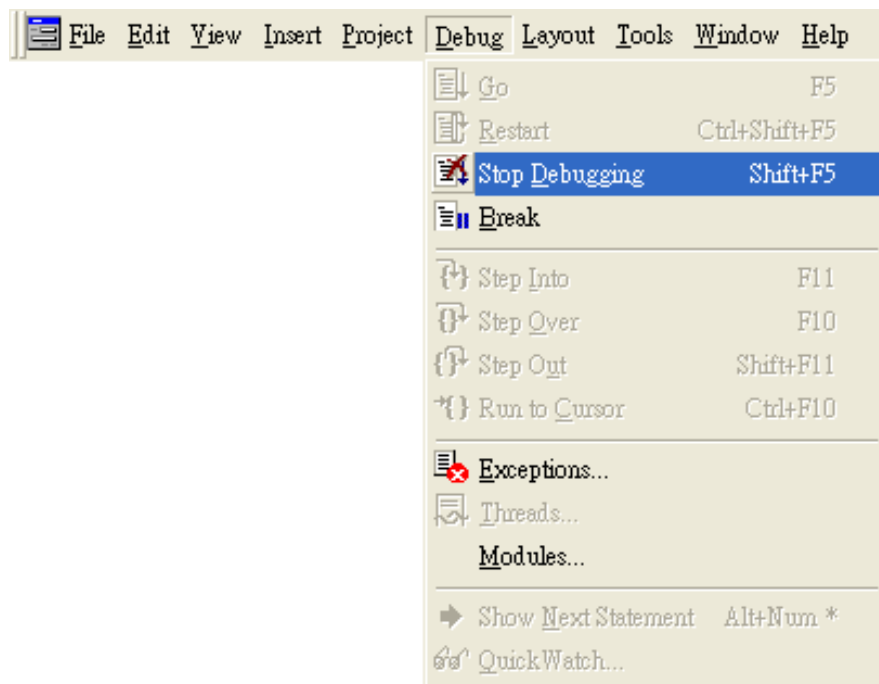 File Edit View Insert Project Debug Layout Tools Window Help
Go F5
Restart Ctrl+Shift+F5
Stop Debugging Shift+F5
Break
Step Into F11
Step Over F10
Step Out Shift+F11
Run to Cursor Ctrl+F10
Exceptions...
Threads...
Modules...
Show Next Statement Alt+Num *
QuickWatch...